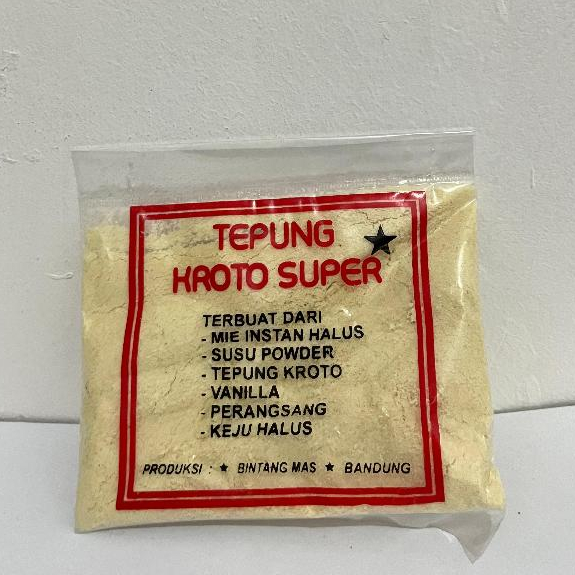 TEPUNG
KROTO SUPER
TERBUAT DARI
- MIE INSTAN HALUS
- SUSU POWDER
- TEPUNG KROTO
- VANILLA
- PERANGSANG
- KEJU HALUS
PRODUKSI : ★ BINTANG MAS ★ BANDUNG